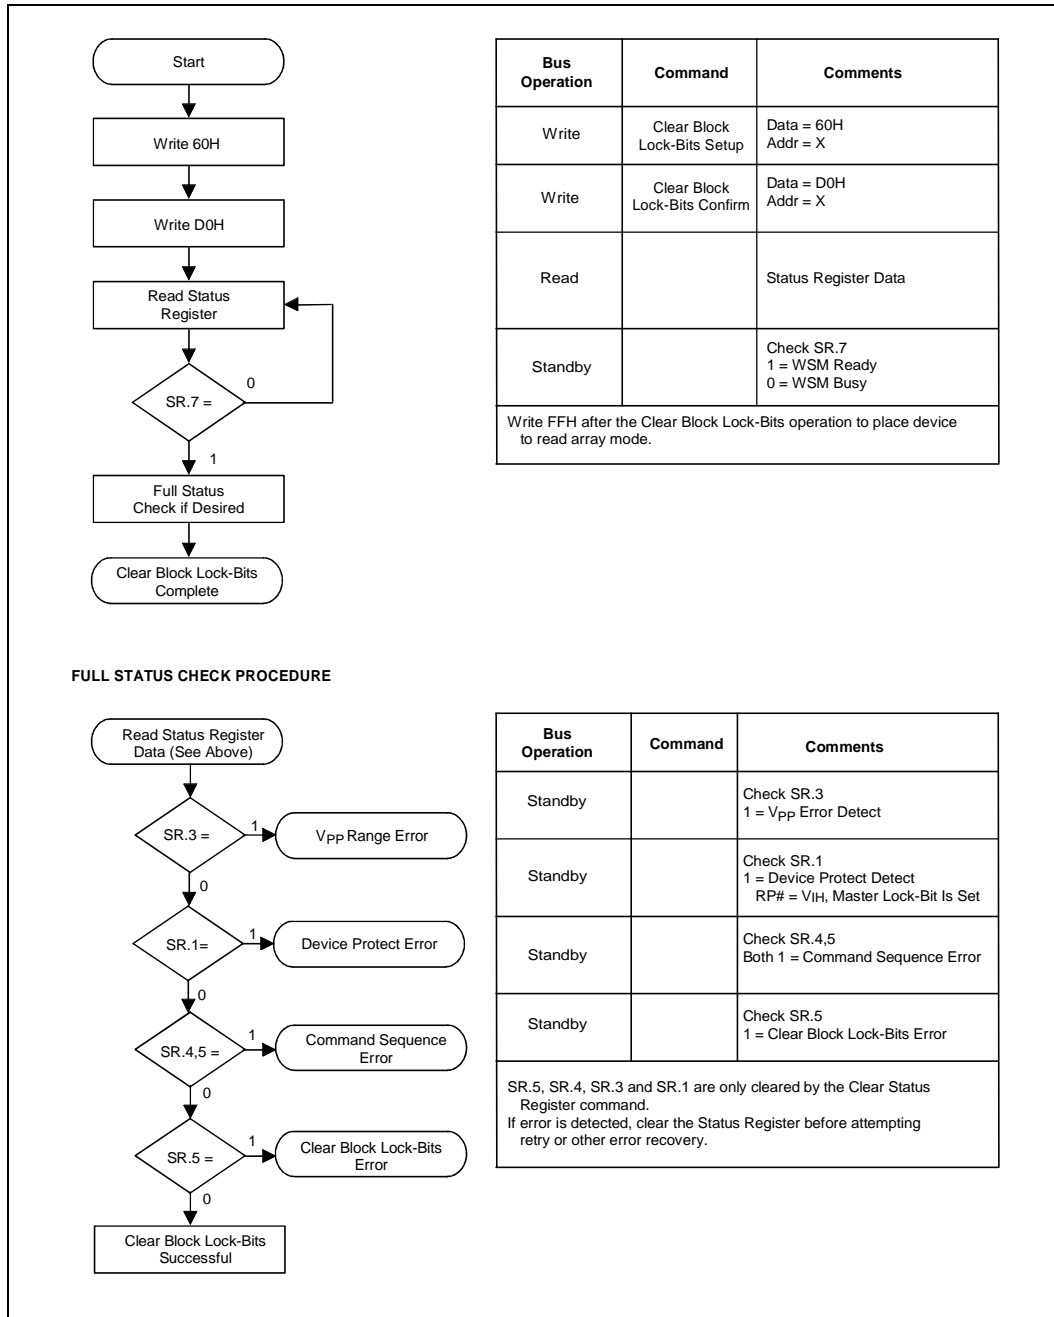 Start
Write 60H
Write D0H
Read Status
Register
0
SR.7 =
1
Full Status
Check if Desired
Clear Block Lock-Bits
Complete
Bus
Operation
Command
Comments
Write
Clear Block
Lock-Bits Setup
Data = 60H
Addr = X
Write
Clear Block
Lock-Bits Confirm
Data = D0H
Addr = X
Read
Status Register Data
Standby
Check SR.7
1 = WSM Ready
0 = WSM Busy
Write FFH after the Clear Block Lock-Bits operation to place device
to read array mode.
FULL STATUS CHECK PROCEDURE
Read Status Register
Data (See Above)
SR.3 =
1
VPP Range Error
0
SR.1=
1
Device Protect Error
0
SR.4,5 =
1
Command Sequence
Error
0
SR.5 =
1
Clear Block Lock-Bits
Error
0
Clear Block Lock-Bits
Successful
Bus
Operation
Command
Comments
Standby
Check SR.3
1 = VPP Error Detect
Standby
Check SR.1
1 = Device Protect Detect
RP# = VIH, Master Lock-Bit Is Set
Standby
Check SR.4,5
Both 1 = Command Sequence Error
Standby
Check SR.5
1 = Clear Block Lock-Bits Error
SR.5, SR.4, SR.3 and SR.1 are only cleared by the Clear Status
Register command.
If error is detected, clear the Status Register before attempting
retry or other error recovery.